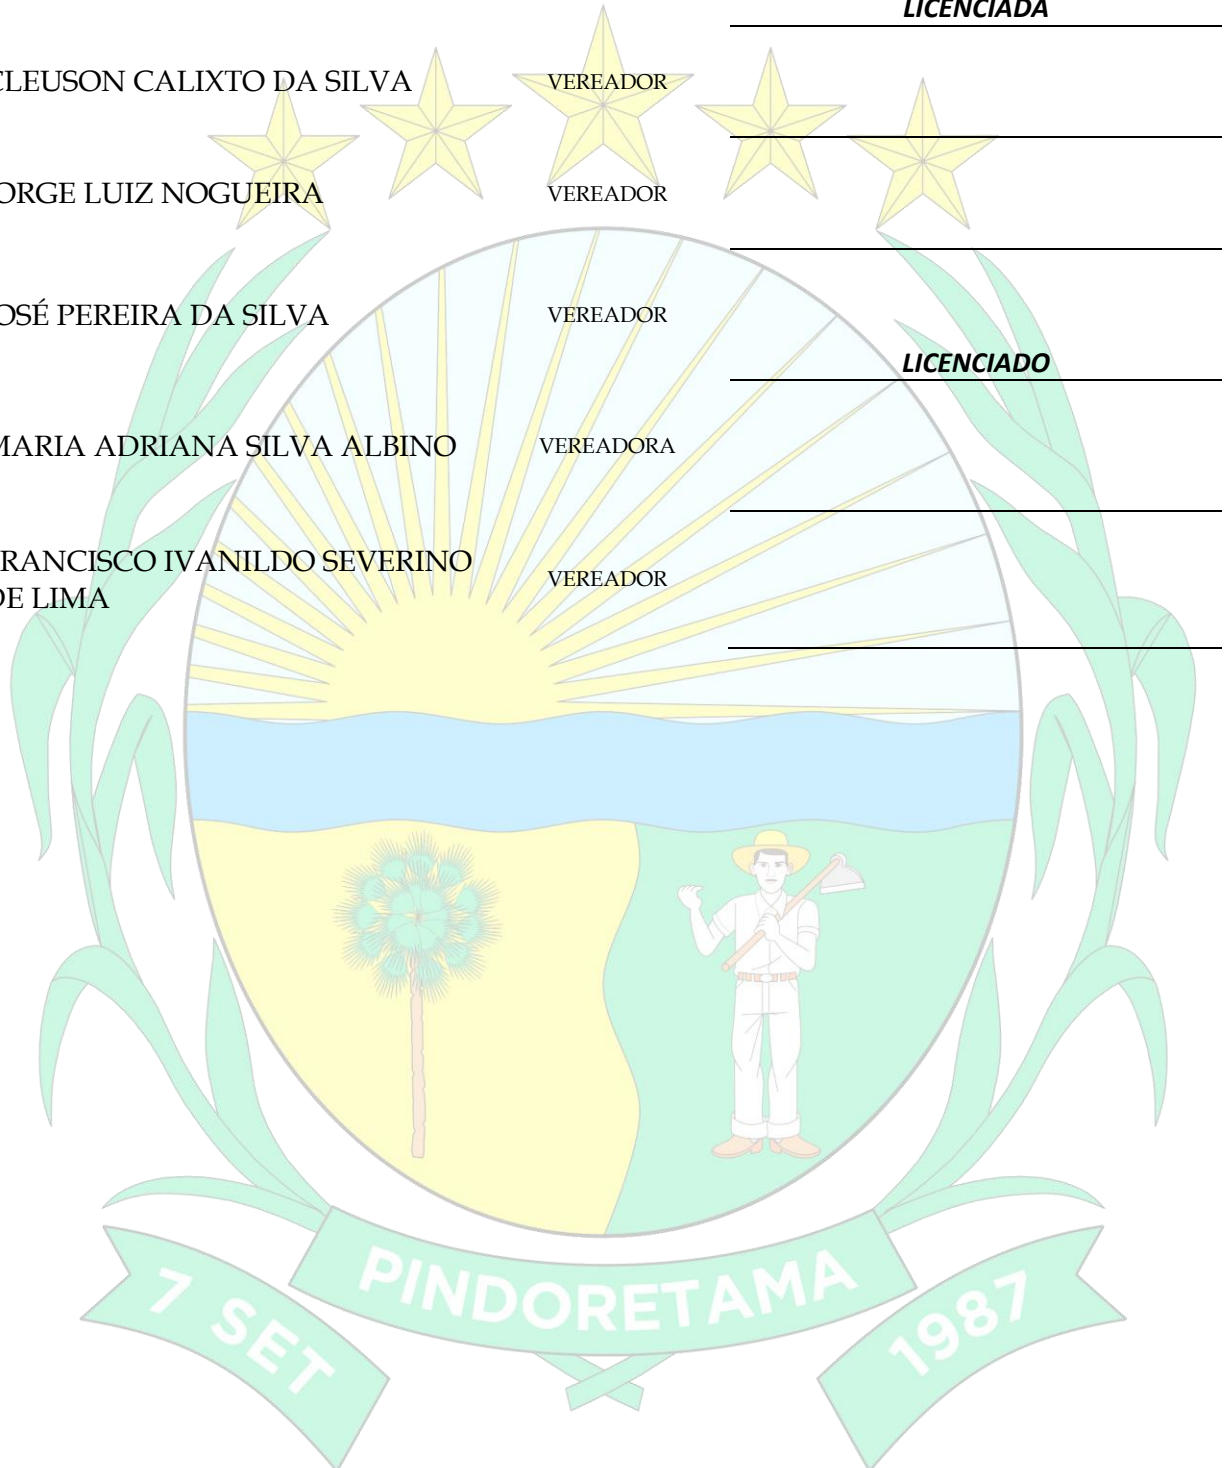 LICENCIADA
CLEUSON CALIXTO DA SILVA VEREADOR
ORGE LUIZ NOGUEIRA VEREADOR
OSÉ PEREIRA DA SILVA VEREADOR
LICENCIADO
MARIA ADRIANA SILVA ALBINO VEREADORA
FRANCISCO IVANILDO SEVERINO
DE LIMA
VEREADOR
7 SET PINDORETAMA 1987